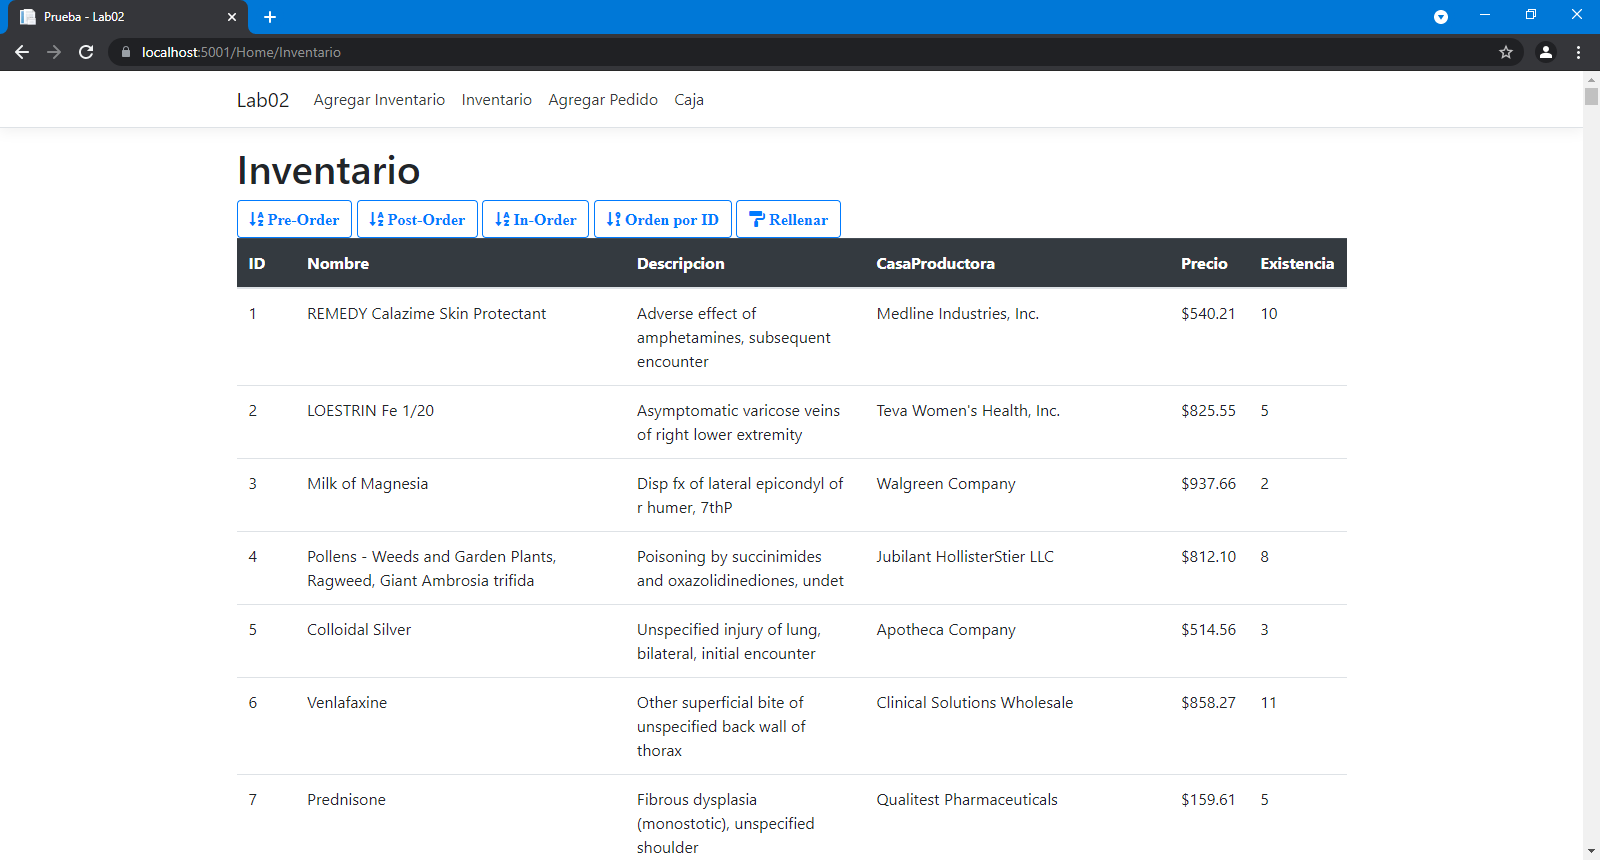 Prueba - Lab02
localhost:5001/Home/Inventario
Lab02 Agregar Inventario Inventario Agregar Pedido Caja
Inventario
Pre-Order Post-Order In-Order Orden por ID Rellenar
ID Nombre Descripcion CasaProductora Precio Existencia
1 REMEDY Calazime Skin Protectant Adverse effect of Medline Industries, Inc. $540.21 10
amphetamines, subsequent
encounter
2 LOESTRIN Fe 1/20 Asymptomatic varicose veins Teva Women's Health, Inc. $825.55 5
of right lower extremity
3 Milk of Magnesia Disp fx of lateral epicondyl of Walgreen Company $937.66 2
r humer, 7thP
4 Pollens - Weeds and Garden Plants, Poisoning by succinimides Jubilant HollisterStier LLC $812.10 8
Ragweed, Giant Ambrosia trifida and oxazolidinediones, undet
5 Colloidal Silver Unspecified injury of lung, Apotheca Company $514.56 3
bilateral, initial encounter
6 Venlafaxine Other superficial bite of Clinical Solutions Wholesale $858.27 11
unspecified back wall of
thorax
7 Prednisone Fibrous dysplasia Qualitest Pharmaceuticals $159.61 5
(monostotic), unspecified
shoulder